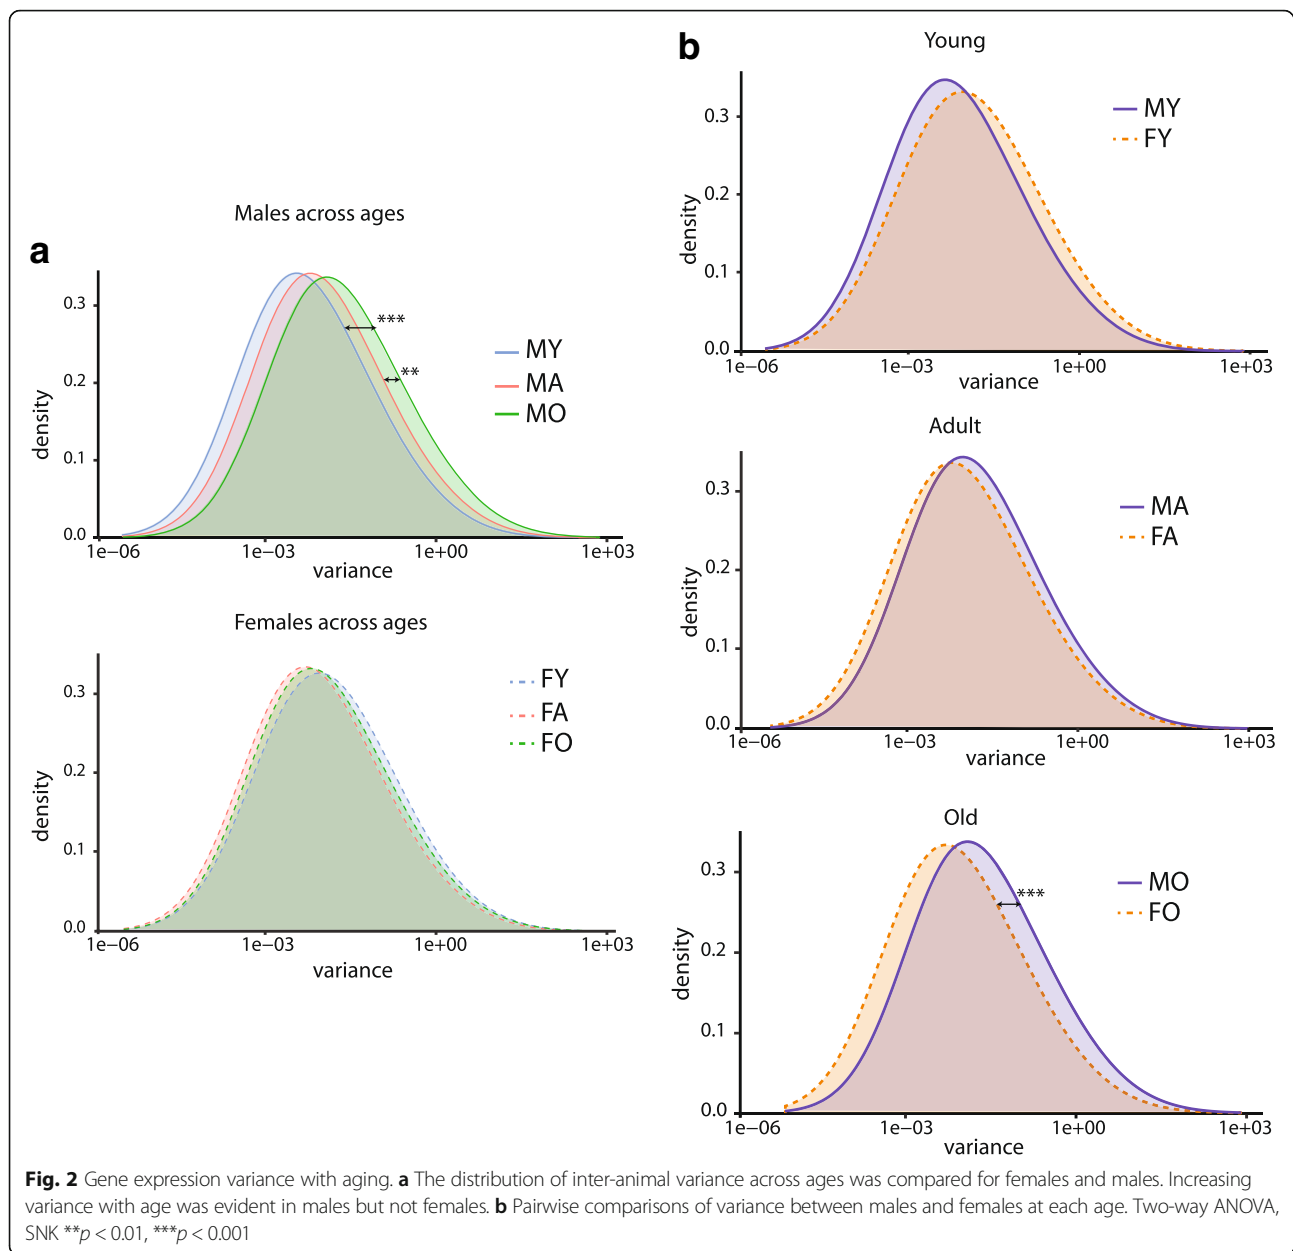 a
Males across ages
density
0.3
0.2
0.1
0.0
1e–06
1e–03
1e+00
1e+03
variance
***
**
MY
MA
MO
Females across ages
density
0.3
0.2
0.1
0.0
1e–06
1e–03
1e+00
1e+03
variance
FY
FA
FO
b
Young
density
0.3
0.2
0.1
0.0
1e–06
1e–03
1e+00
1e+03
variance
MY
FY
Adult
density
0.3
0.2
0.1
0.0
1e–06
1e–03
1e+00
1e+03
variance
MA
FA
Old
density
0.3
0.2
0.1
0.0
1e–06
1e–03
1e+00
1e+03
variance
***
MO
FO
Fig. 2 Gene expression variance with aging. a The distribution of inter-animal variance across ages was compared for females and males. Increasing
variance with age was evident in males but not females. b Pairwise comparisons of variance between males and females at each age. Two-way ANOVA,
SNK **p < 0.01, ***p < 0.001